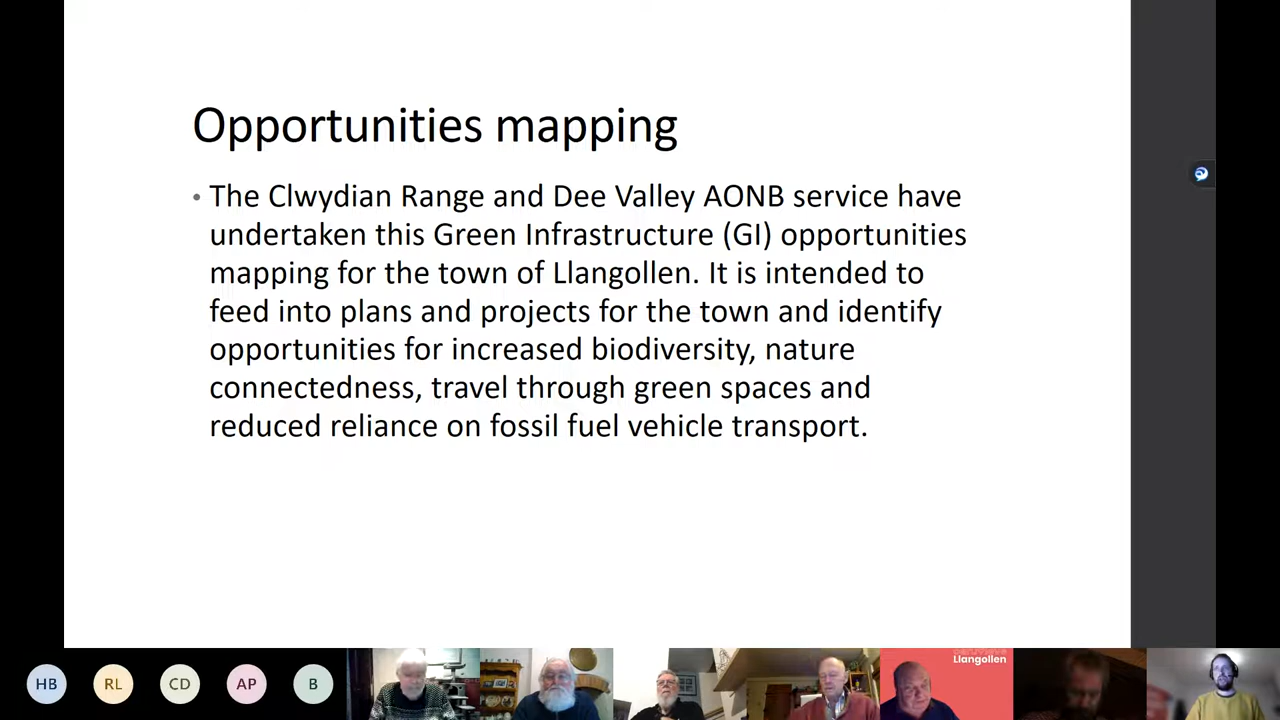 Opportunities mapping
• The Clwydian Range and Dee Valley AONB service have
undertaken this Green Infrastructure (GI) opportunities
mapping for the town of Llangollen. It is intended to
feed into plans and projects for the town and identify
opportunities for increased biodiversity, nature
connectedness, travel through green spaces and
reduced reliance on fossil fuel vehicle transport.
HB RL CD AP B
Llangollen